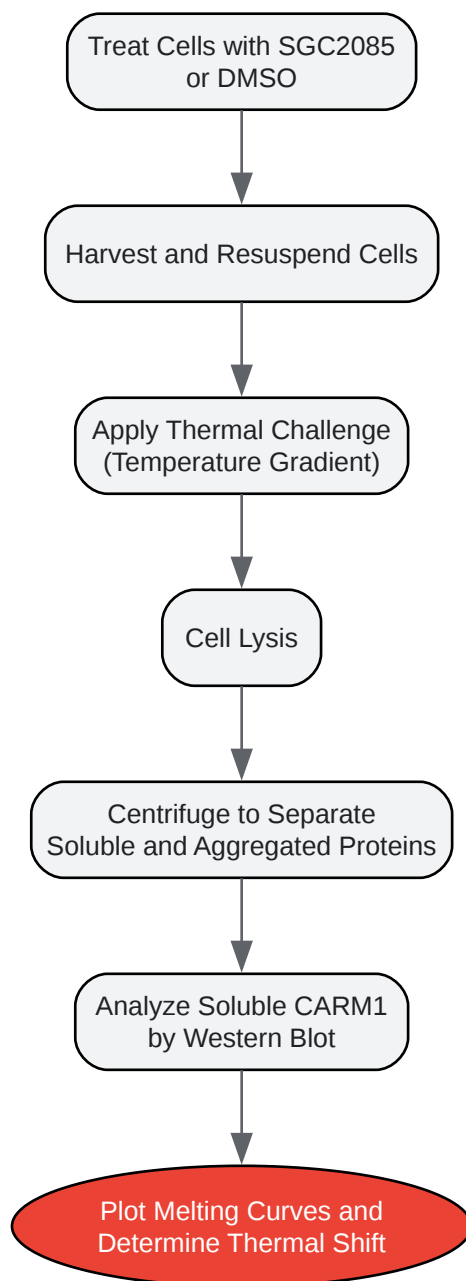 Treat Cells with SGC2085
or DMSO
Harvest and Resuspend Cells
Apply Thermal Challenge
(Temperature Gradient)
Cell Lysis
Centrifuge to Separate
Soluble and Aggregated Proteins
Analyze Soluble CARM1
by Western Blot
Plot Melting Curves and
Determine Thermal Shift